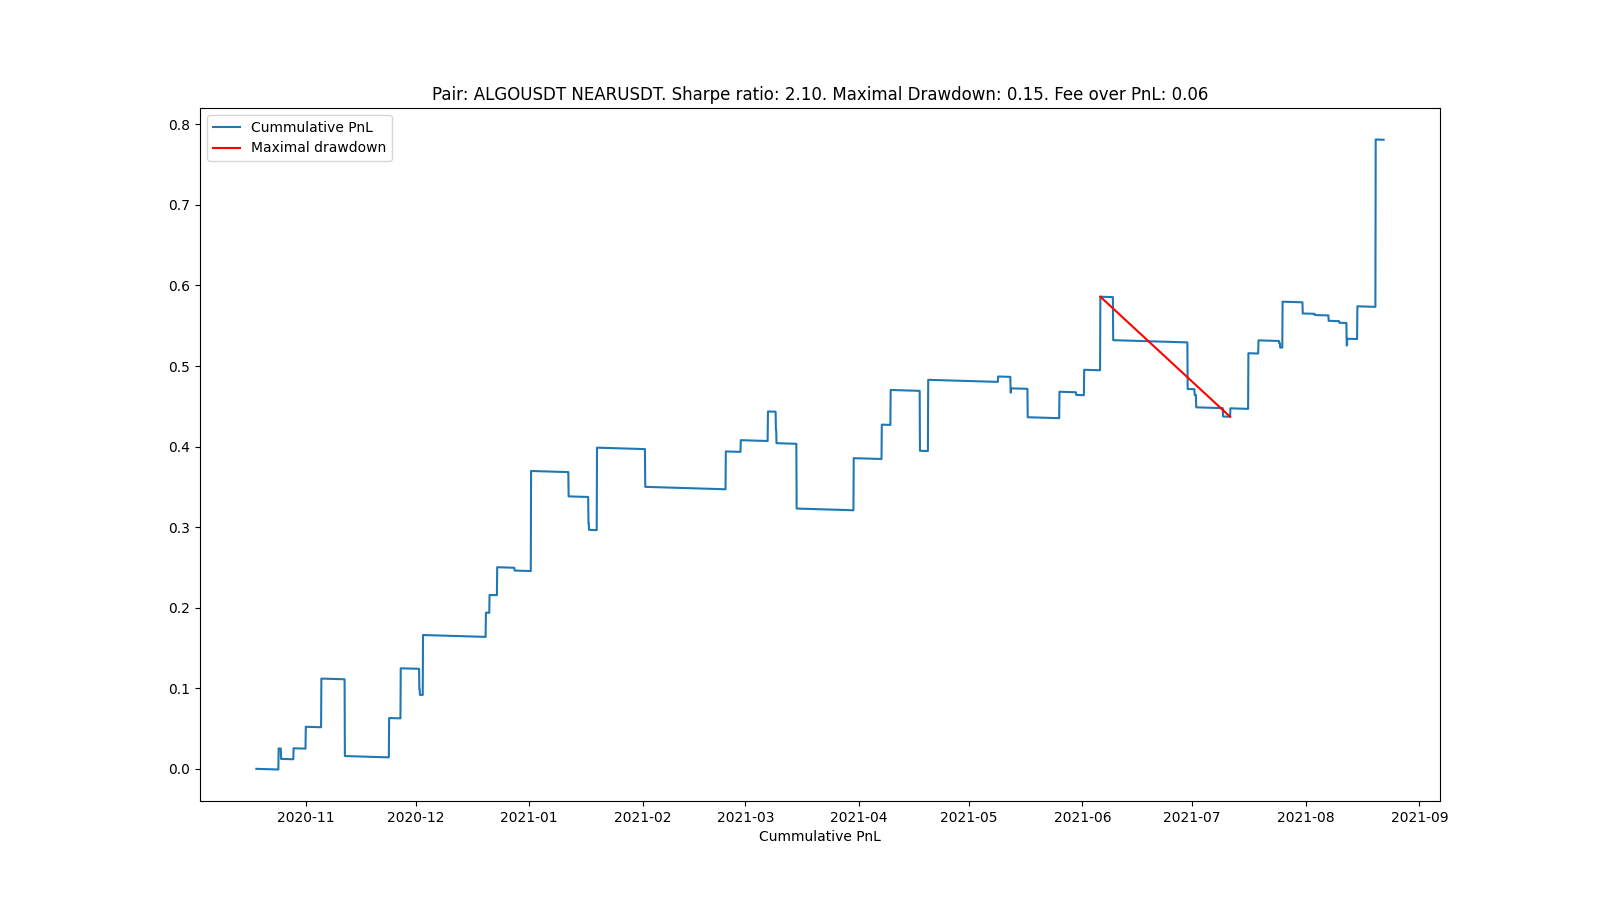 Pair: ALGOUSDT NEARUSDT. Sharpe ratio: 2.10. Maximal Drawdown: 0.15. Fee over PnL: 0.06
Cummulative PnL
Maximal drawdown
0.8
0.7
0.6
0.5
0.4
0.3
0.2
0.1
0.0
2020-11 2020-12 2021-01 2021-02 2021-03 2021-04 2021-05 2021-06 2021-07 2021-08 2021-09
Cummulative PnL